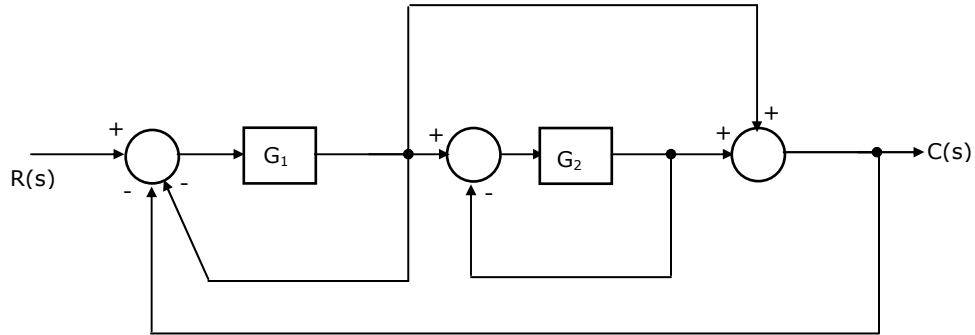 +
+
+
+
G₁
G₂
C(s)
R(s)
-
-
-